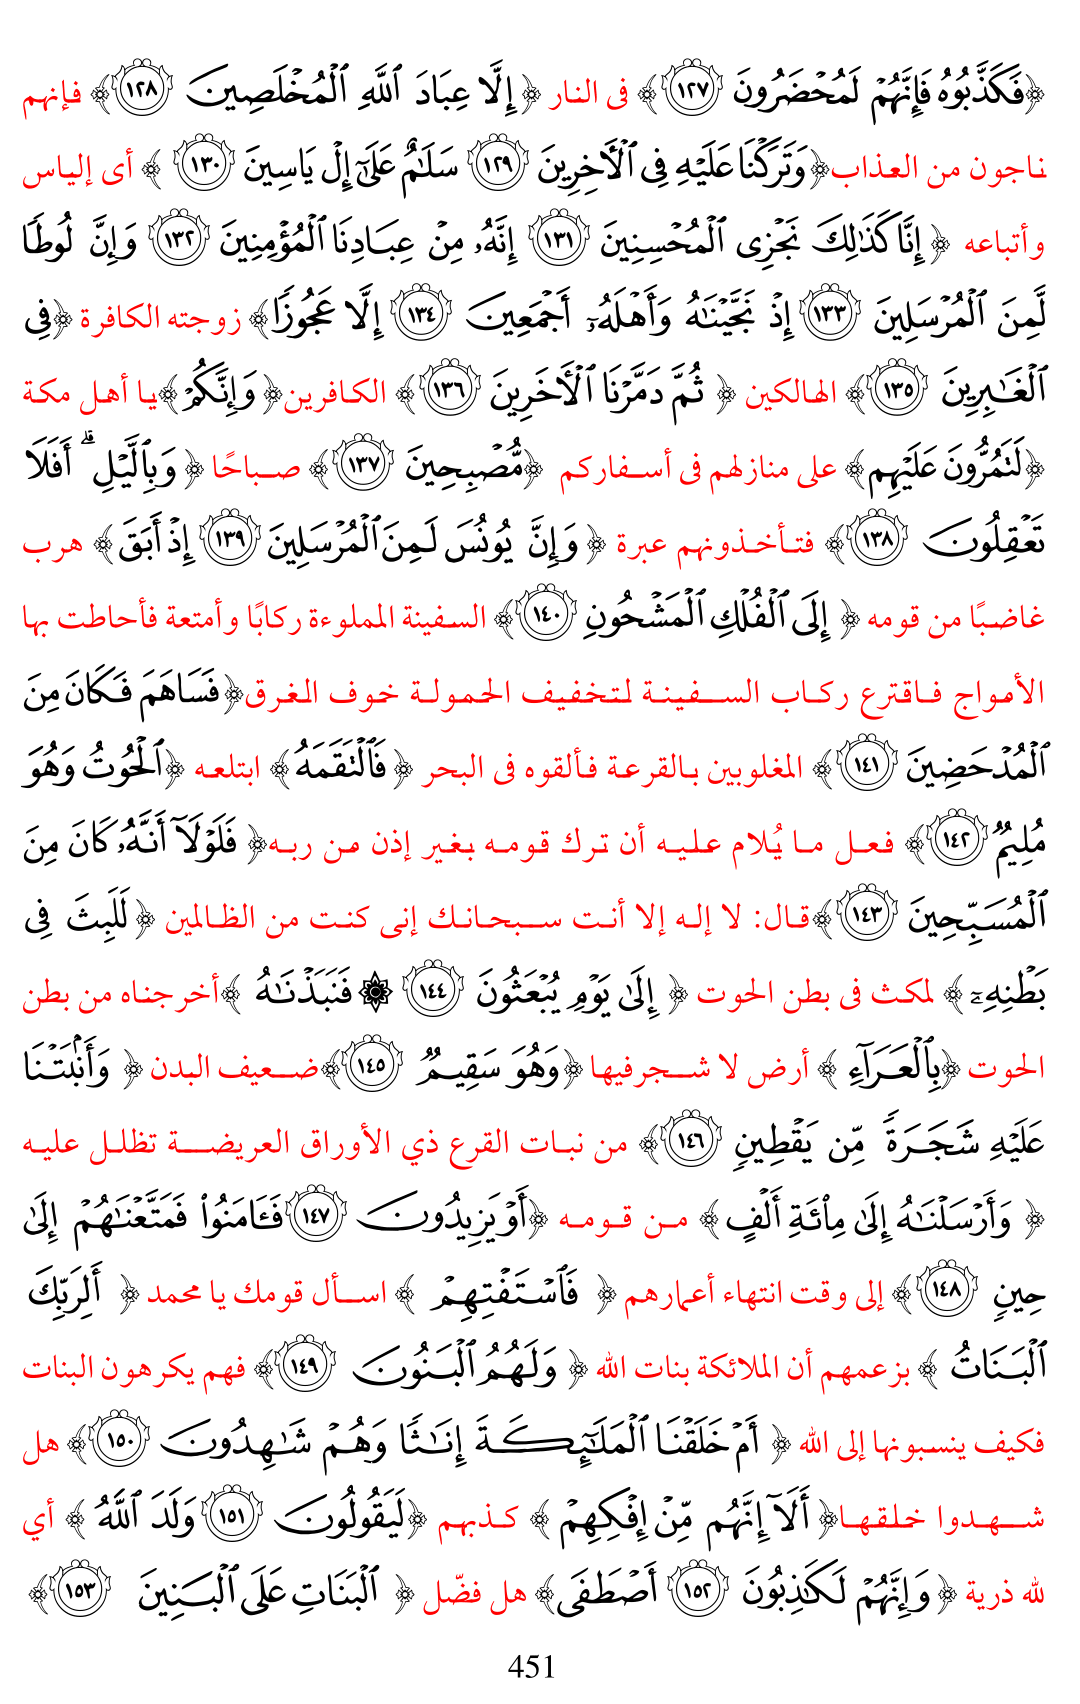 ﴿فَكَذَّبُوهُ فَإِنَّهُمۡ لَمُحۡضَرُونَ ١٢٧﴾ فى النار ﴿إِلَّا عِبَادَ ٱللَّهِ ٱلۡمُخۡلَصِينَ ١٢٨﴾ فإنهم
ناجون من العذاب ﴿وَتَرَكۡنَا عَلَيۡهِ فِى ٱلۡأٓخِرِينَ ١٢٩ سَلَٰمٌ عَلَىٰٓ إِلۡ يَاسِينَ ١٣٠ ﴾ أى إلياس
وأتباعه ﴿ إِنَّا كَذَٰلِكَ نَجۡزِى ٱلۡمُحۡسِنِينَ ١٣١ إِنَّهُۥ مِنۡ عِبَادِنَا ٱلۡمُؤۡمِنِينَ ١٣٢ وَإِنَّ لُوطٗا
لَّمِنَ ٱلۡمُرۡسَلِينَ ١٣٣ إِذۡ نَجَّيۡنَٰهُ وَأَهۡلَهُۥٓ أَجۡمَعِينَ ١٣٤ إِلَّا عَجُوزٗا﴾ زوجته الكافرة ﴿فِى
ٱلۡغَٰبِرِينَ ١٣٥﴾ الهالكين ﴿ ثُمَّ دَمَّرۡنَا ٱلۡأٓخَرِينَ ١٣٦﴾ الكافرين﴿ وَإِنَّكُمۡ﴾يا أهل مكة
﴿لَتَمُرُّونَ عَلَيۡهِم﴾ على منازلهم فى أسفاركم ﴿مُّصۡبِحِينَ ١٣٧﴾ صباحًا ﴿ وَبِٱلَّيۡلِۗ أَفَلَا
تَعۡقِلُونَ ١٣٨﴾ فتأخذونهم عبرة ﴿ وَإِنَّ يُونُسَ لَمِنَ ٱلۡمُرۡسَلِينَ ١٣٩ إِذۡ أَبَقَ﴾ هرب
غاضبًا من قومه ﴿ إِلَى ٱلۡفُلۡكِ ٱلۡمَشۡحُونِ ١٤٠﴾ السفينة المملوءة ركابًا وأمتعة فأحاطت بها
الأمواج فاقترع ركاب السفينة لتخفيف الحمولة خوف الغرق﴿ فَسَاهَمَ فَكَانَ مِنَ
ٱلۡمُدۡحَضِينَ ١٤١﴾ المغلوبين بالقرعة فألقوه فى البحر ﴿ فَٱلۡتَقَمَهُ﴾ ابتلعه ﴿ٱلۡحُوتُ وَهُوَ
مُلِيمٌ ١٤٢﴾ فعل ما يُلام عليه أن ترك قومه بغير إذن من ربه﴿ فَلَوۡلَآ أَنَّهُۥ كَانَ مِنَ
ٱلۡمُسَبِّحِينَ ١٤٣﴾قال: لا إله إلا أنت سبحانك إنى كنت من الظالمين ﴿ لَلَبِثَ فِى
بَطۡنِهِۦٓ﴾ لمكث فى بطن الحوت ﴿ إِلَىٰ يَوۡمِ يُبۡعَثُونَ ١٤٤ ۞ فَنَبَذۡنَٰهُ ﴾أخرجناه من بطن
الحوت ﴿بِٱلۡعَرَآءِ ﴾ أرض لا شجرفيها ﴿وَهُوَ سَقِيمٌ ١٤٥﴾ضعيف البدن ﴿ وَأَنۢبَتۡنَا
عَلَيۡهِ شَجَرَةٗ مِّن يَقۡطِينٖ ١٤٦﴾ من نبات القرع ذي الأوراق العريضة تظلل عليه
﴿ وَأَرۡسَلۡنَٰهُ إِلَىٰ مِاْئَةِ أَلۡفٍ ﴾ من قومه ﴿أَوۡ يَزِيدُونَ ١٤٧ فَـَٔامَنُواْ فَمَتَّعۡنَٰهُمۡ إِلَىٰ
حِينٖ ١٤٨﴾ إلى وقت انتهاء أعمارهم ﴿ فَٱسۡتَفۡتِهِمۡ ﴾ اسأل قومك يا محمد ﴿ أَلِرَبِّكَ
ٱلۡبَنَاتُ ﴾ بزعمهم أن الملائكة بنات الله ﴿ وَلَهُمُ ٱلۡبَنُونَ ١٤٩﴾ فهم يكرهون البنات
فكيف ينسبونها إلى الله ﴿ أَمۡ خَلَقۡنَا ٱلۡمَلَٰٓئِكَةَ إِنَٰثٗا وَهُمۡ شَٰهِدُونَ ١٥٠﴾ هل
شهدوا خلقها﴿ أَلَآ إِنَّهُم مِّنۡ إِفۡكِهِمۡ ﴾ كذبهم ﴿لَيَقُولُونَ ١٥١ وَلَدَ ٱللَّهُ ﴾ أي
لله ذرية ﴿ وَإِنَّهُمۡ لَكَٰذِبُونَ ١٥٢ أَصۡطَفَى﴾ هل فضّل ﴿ ٱلۡبَنَاتِ عَلَى ٱلۡبَنِينَ ١٥٣﴾
451